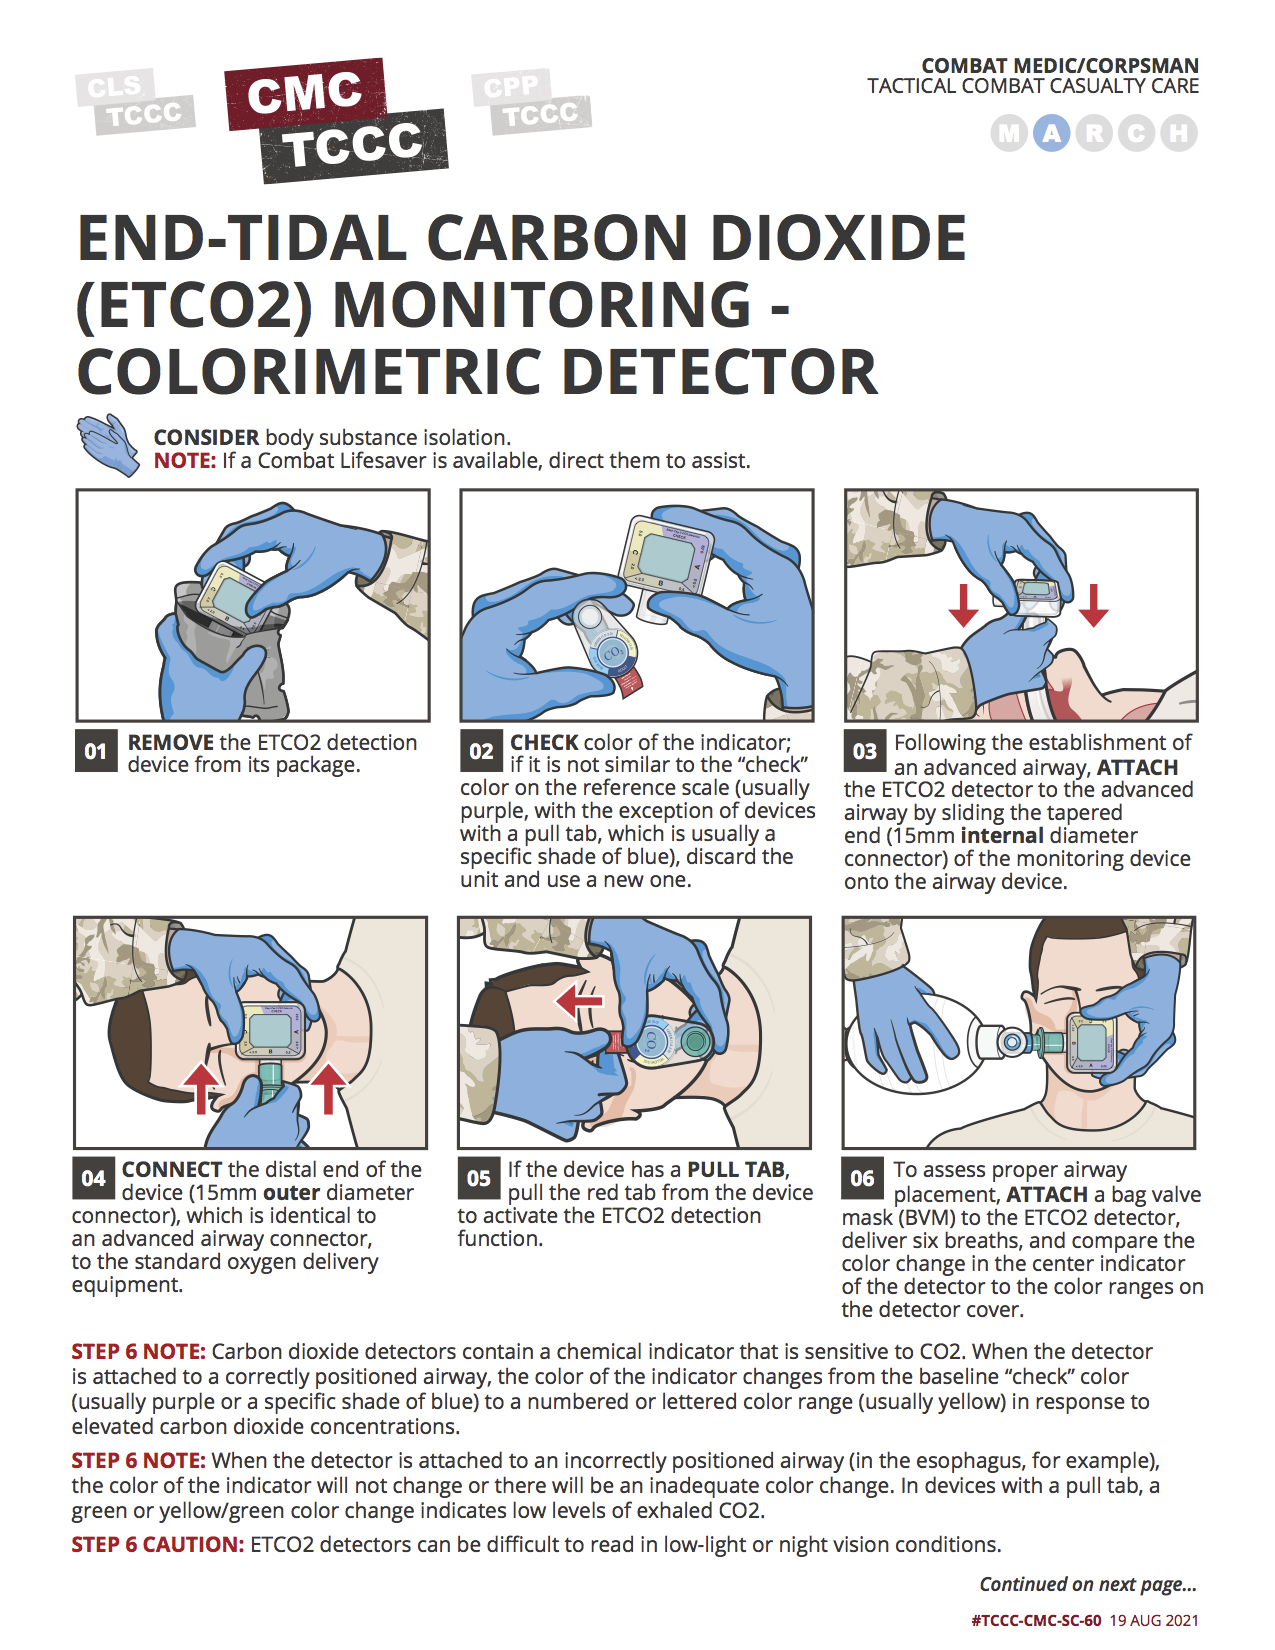 CLS
TCCC
CMC
TCCC
CPP
TCCC
COMBAT MEDIC/CORPSMAN
TACTICAL COMBAT CASUALTY CARE
M A R C H
END-TIDAL CARBON DIOXIDE
(ETCO2) MONITORING -
COLORIMETRIC DETECTOR
CONSIDER body substance isolation.
NOTE: If a Combat Lifesaver is available, direct them to assist.
01 REMOVE the ETCO2 detection
device from its package.
02 CHECK color of the indicator;
if it is not similar to the “check”
color on the reference scale (usually
purple, with the exception of devices
with a pull tab, which is usually a
specific shade of blue), discard the
unit and use a new one.
03 Following the establishment of
an advanced airway, ATTACH
the ETCO2 detector to the advanced
airway by sliding the tapered
end (15mm internal diameter
connector) of the monitoring device
onto the airway device.
04 CONNECT the distal end of the
device (15mm outer diameter
connector), which is identical to
an advanced airway connector,
to the standard oxygen delivery
equipment.
05 If the device has a PULL TAB,
pull the red tab from the device
to activate the ETCO2 detection
function.
06 To assess proper airway
placement, ATTACH a bag valve
mask (BVM) to the ETCO2 detector,
deliver six breaths, and compare the
color change in the center indicator
of the detector to the color ranges on
the detector cover.
STEP 6 NOTE: Carbon dioxide detectors contain a chemical indicator that is sensitive to CO2. When the detector
is attached to a correctly positioned airway, the color of the indicator changes from the baseline “check” color
(usually purple or a specific shade of blue) to a numbered or lettered color range (usually yellow) in response to
elevated carbon dioxide concentrations.
STEP 6 NOTE: When the detector is attached to an incorrectly positioned airway (in the esophagus, for example),
the color of the indicator will not change or there will be an inadequate color change. In devices with a pull tab, a
green or yellow/green color change indicates low levels of exhaled CO2.
STEP 6 CAUTION: ETCO2 detectors can be difficult to read in low-light or night vision conditions.
Continued on next page...
#TCCC-CMC-SC-60 19 AUG 2021